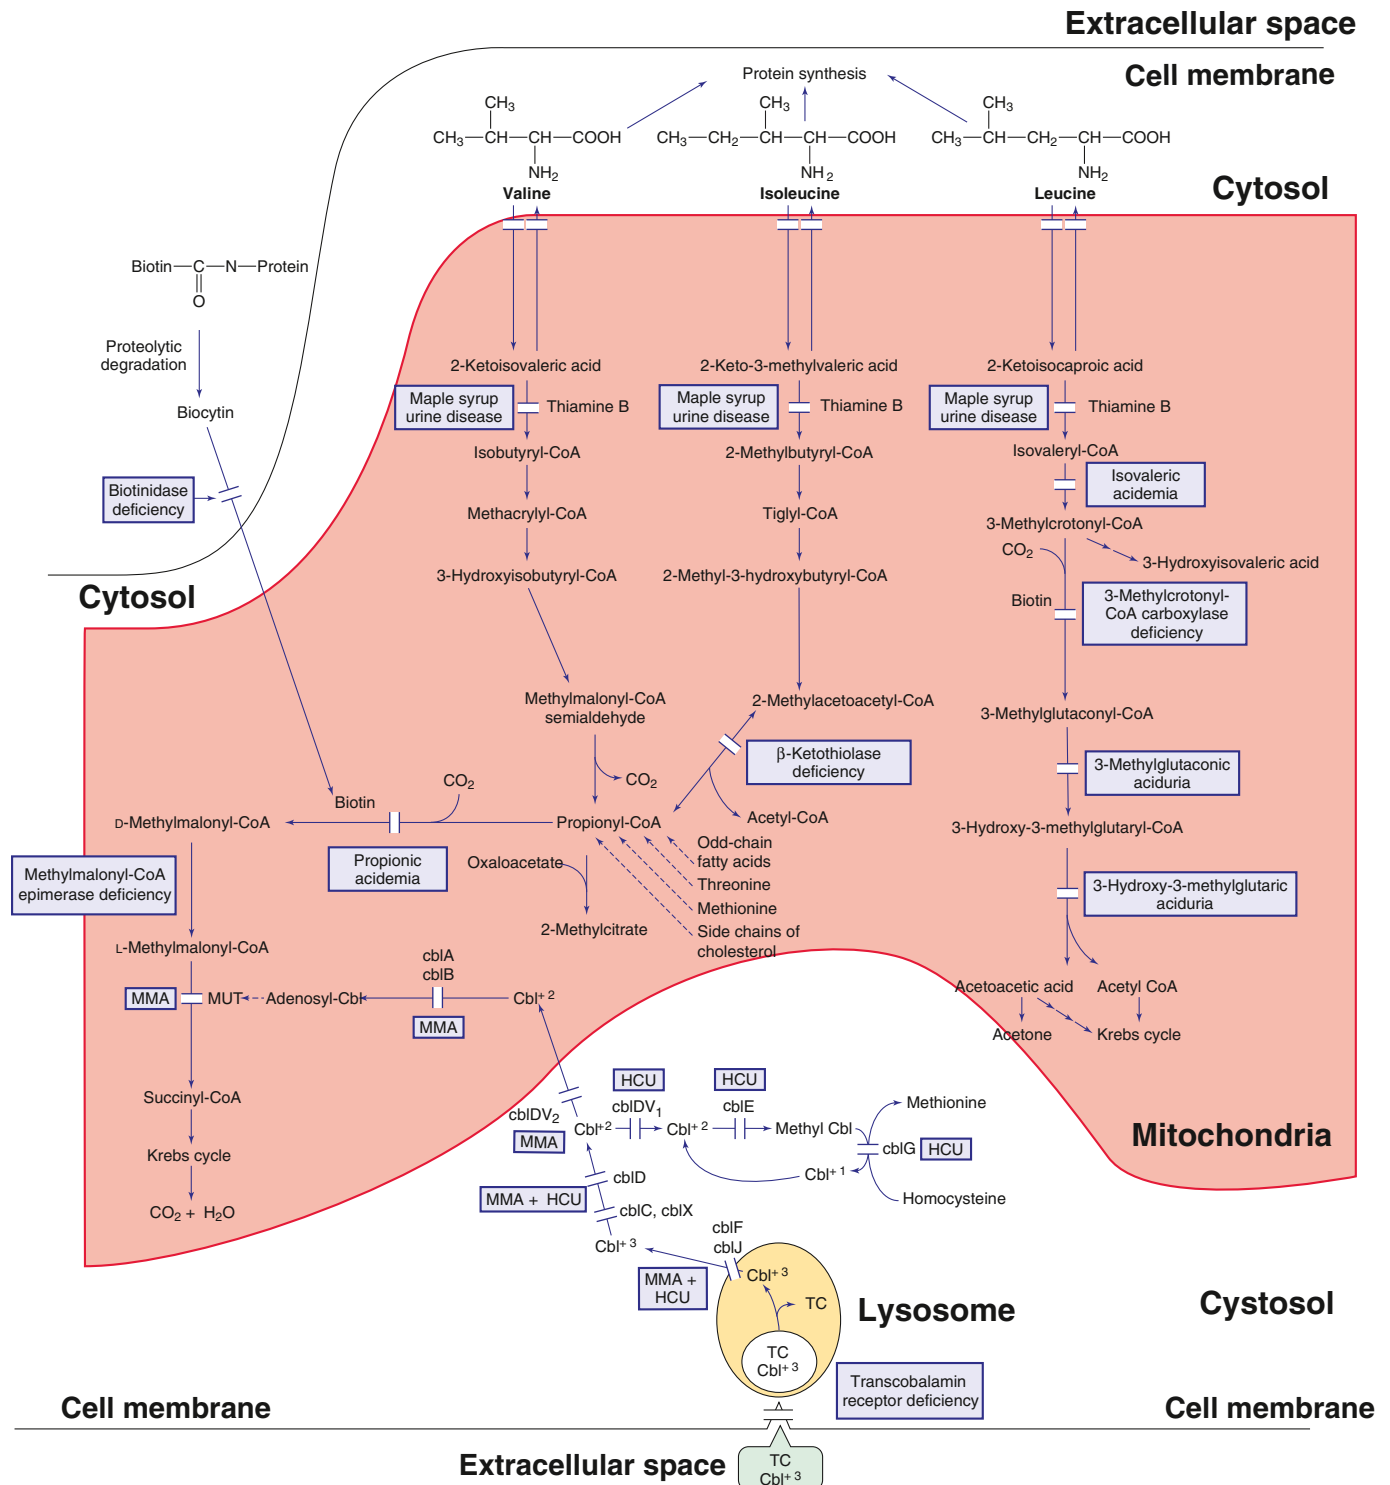 Extracellular space
Cell membrane
Protein synthesis
CH3
CH3—CH—CH—COOH
NH2
Valine
CH3
CH3—CH2—CH—CH—COOH
NH2
Isoleucine
CH3
CH3—CH—CH2—CH—COOH
NH2
Leucine
Cytosol
Biotin—C—N—Protein
O
Proteolytic
degradation
Biocytin
Biotinidase
deficiency
Cytosol
2-Ketoisovaleric acid
Maple syrup
urine disease
Thiamine B
Isobutyryl-CoA
Methacrylyl-CoA
3-Hydroxyisobutyryl-CoA
Methylmalonyl-CoA
semialdehyde
CO2
2-Keto-3-methylvaleric acid
Maple syrup
urine disease
Thiamine B
2-Methylbutyryl-CoA
Tiglyl-CoA
2-Methyl-3-hydroxybutyryl-CoA
2-Methylacetoacetyl-CoA
β-Ketothiolase
deficiency
Acetyl-CoA
2-Ketoisocaproic acid
Maple syrup
urine disease
Thiamine B
Isovaleryl-CoA
Isovaleric
acidemia
3-Methylcrotonyl-CoA
CO2
3-Hydroxyisovaleric acid
Biotin
3-Methylcrotonyl-
CoA carboxylase
deficiency
3-Methylglutaconyl-CoA
3-Methylglutaconic
aciduria
3-Hydroxy-3-methylglutaryl-CoA
3-Hydroxy-3-methylglutaric
aciduria
Acetoacetic acid
Acetyl CoA
Acetone
Krebs cycle
Propionyl-CoA
CO2
Biotin
D-Methylmalonyl-CoA
Propionic
acidemia
Oxaloacetate
2-Methylcitrate
Odd-chain
fatty acids
Threonine
Methionine
Side chains of
cholesterol
Methylmalonyl-CoA
epimerase deficiency
L-Methylmalonyl-CoA
MMA
MUT
Adenosyl-Cbl
cblA
cblB
MMA
Cbl+2
Succinyl-CoA
Krebs cycle
CO2 + H2O
cblDV2
MMA
Cbl+2
HCU
cblDV1
Cbl+2
HCU
cblE
Methyl Cbl
Methionine
cblG
HCU
Cbl+1
Homocysteine
Mitochondria
cblD
MMA + HCU
cblC, cblX
Cbl+3
cblF
cblJ
MMA +
HCU
Cbl+3
TC
TC
Cbl+3
Lysosome
Cystosol
Transcobalamin
receptor deficiency
Cell membrane
Cell membrane
Extracellular space
TC
Cbl+3